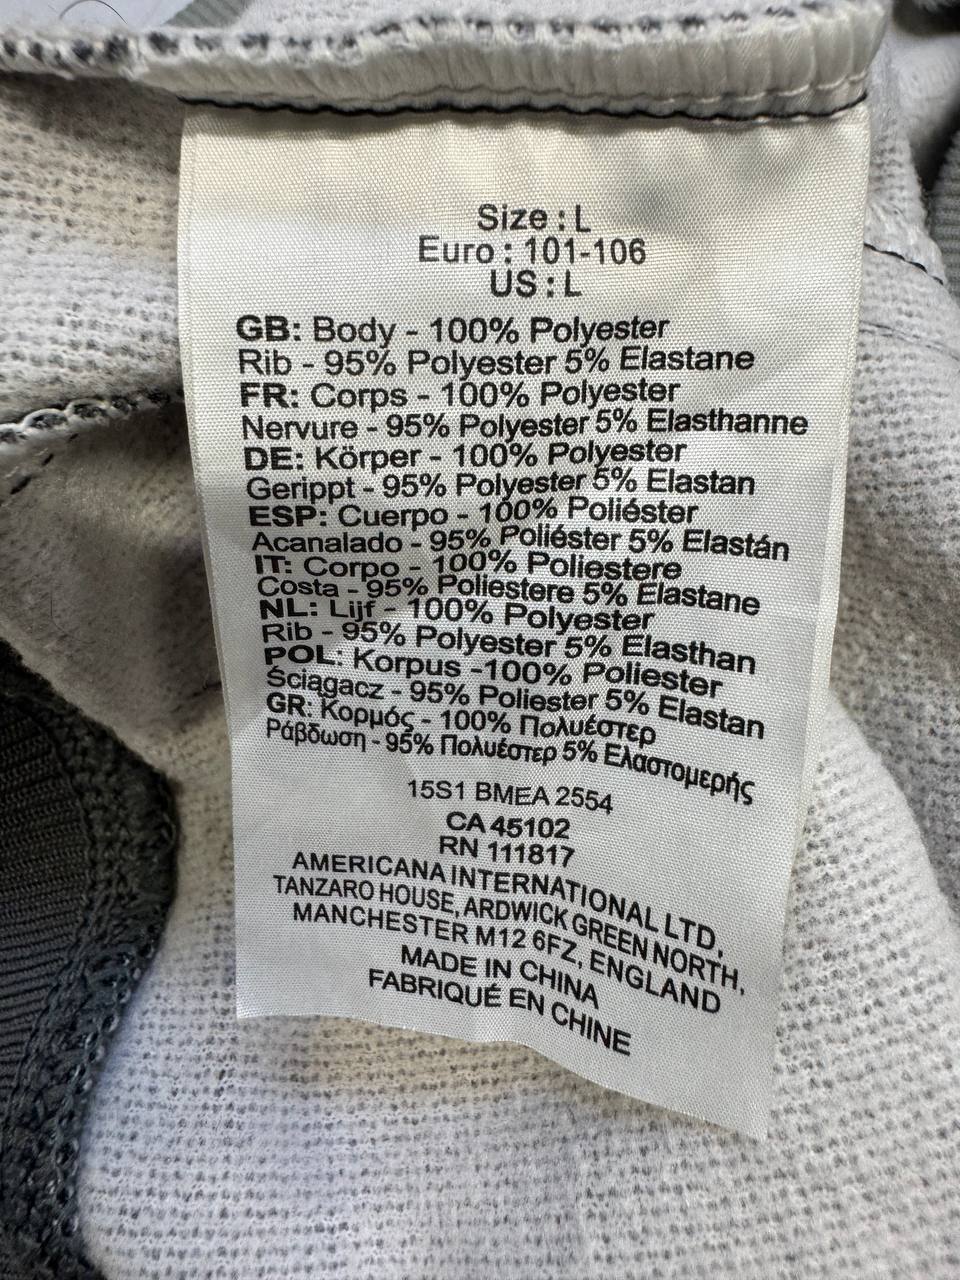 Size : L
Euro : 101-106
US : L
GB: Body - 100% Polyester
Rib - 95% Polyester 5% Elastane
FR: Corps - 100% Polyester
Nervure - 95% Polyester 5% Elasthanne
DE: Körper - 100% Polyester
Gerippt - 95% Polyester 5% Elastan
ESP: Cuerpo - 100% Poliéster
Acanalado - 95% Poliéster 5% Elastán
IT: Corpo - 100% Poliestere
Costa - 95% Poliestere 5% Elastane
NL: Lijf - 100% Polyester
Rib - 95% Polyester 5% Elasthan
POL: Korpus -100% Poliester
Ściągacz - 95% Poliester 5% Elastan
GR: Κορμός - 100% Πολυέστερ
Ράβδωση - 95% Πολυέστερ 5% Ελαστομερής
15S1 BMEA 2554
CA 45102
RN 111817
AMERICANA INTERNATIONAL LTD,
TANZARO HOUSE, ARDWICK GREEN NORTH,
MANCHESTER M12 6FZ, ENGLAND
MADE IN CHINA
FABRIQUÉ EN CHINE